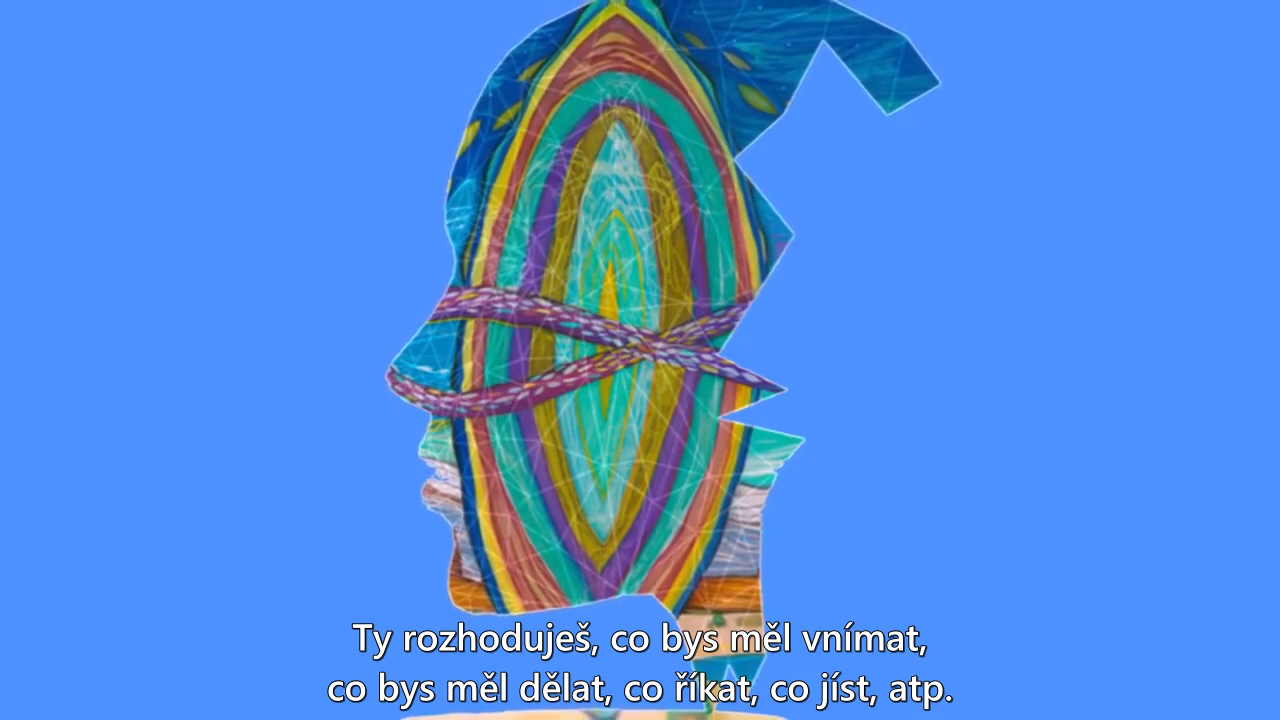 Ty rozhoduješ, co bys měl vnímat,
co bys měl dělat, co říkat, co jíst, atp.